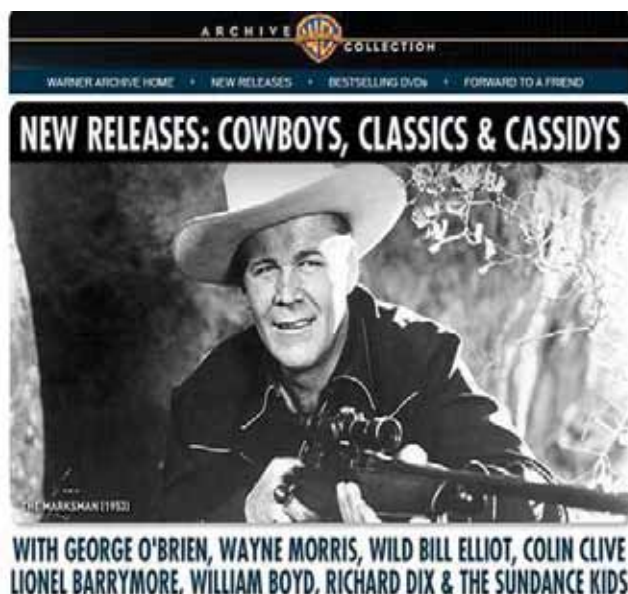 ARCHIVE WB COLLECTION
WARNER ARCHIVE HOME • NEW RELEASES • BESTSELLING DVDs • FORWARD TO A FRIEND
NEW RELEASES: COWBOYS, CLASSICS & CASSIDYS
THE MARKSMAN (1953)
WITH GEORGE O'BRIEN, WAYNE MORRIS, WILD BILL ELLIOT, COLIN CLIVE
LIONEL BARRYMORE, WILLIAM BOYD, RICHARD DIX & THE SUNDANCE KIDS